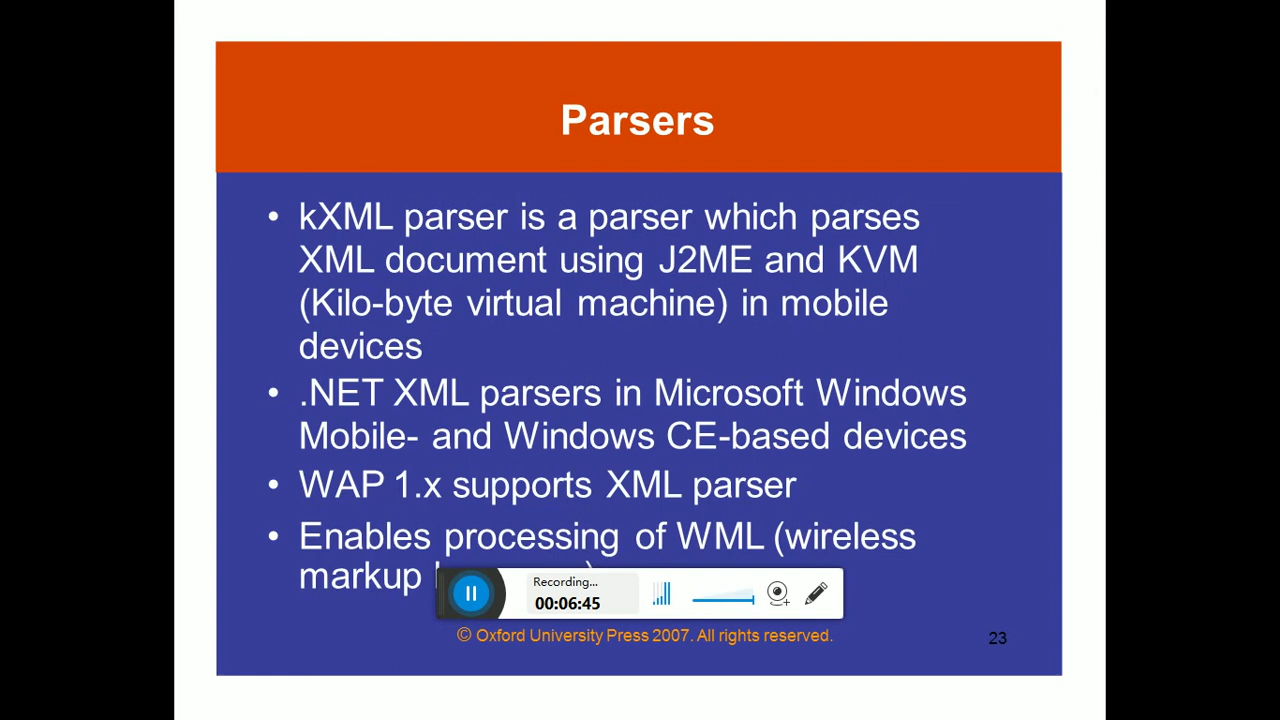 Parsers
• kXML parser is a parser which parses
XML document using J2ME and KVM
(Kilo-byte virtual machine) in mobile
devices
• .NET XML parsers in Microsoft Windows
Mobile- and Windows CE-based devices
• WAP 1.x supports XML parser
• Enables processing of WML (wireless
markup
Recording...
00:06:45
© Oxford University Press 2007. All rights reserved.
23